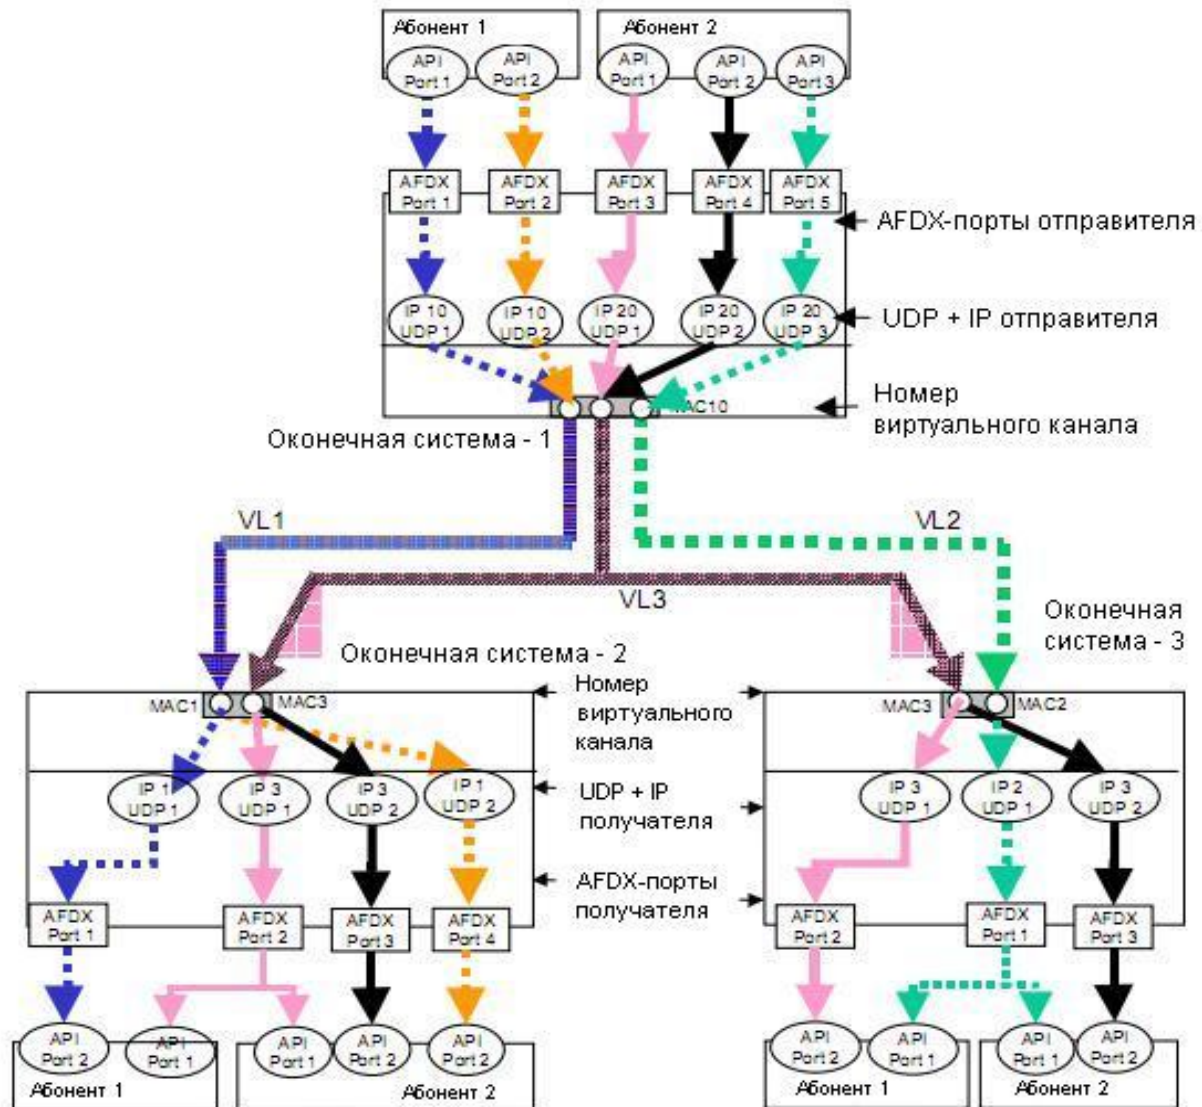 Абонент 1
Абонент 2
API Port 1
API Port 2
API Port 1
API Port 2
API Port 3
AFDX Port 1
AFDX Port 2
AFDX Port 3
AFDX Port 4
AFDX Port 5
AFDX-порты отправителя
IP 10 UDP 1
IP 10 UDP 2
IP 20 UDP 1
IP 20 UDP 2
IP 20 UDP 3
UDP + IP отправителя
MAC10
Номер
виртуального канала
Оконечная система - 1
VL1
VL2
VL3
Оконечная система - 2
Оконечная
система - 3
MAC1
MAC3
Номер
виртуального
канала
MAC3
MAC2
IP 1 UDP 1
IP 3 UDP 1
IP 3 UDP 2
IP 1 UDP 2
UDP + IP
получателя
IP 3 UDP 1
IP 2 UDP 1
IP 3 UDP 2
AFDX-порты
получателя
AFDX Port 1
AFDX Port 2
AFDX Port 3
AFDX Port 4
AFDX Port 2
AFDX Port 1
AFDX Port 3
API Port 2
API Port 1
API Port 1
API Port 2
API Port 2
API Port 2
API Port 1
API Port 1
API Port 2
Абонент 1
Абонент 2
Абонент 1
Абонент 2